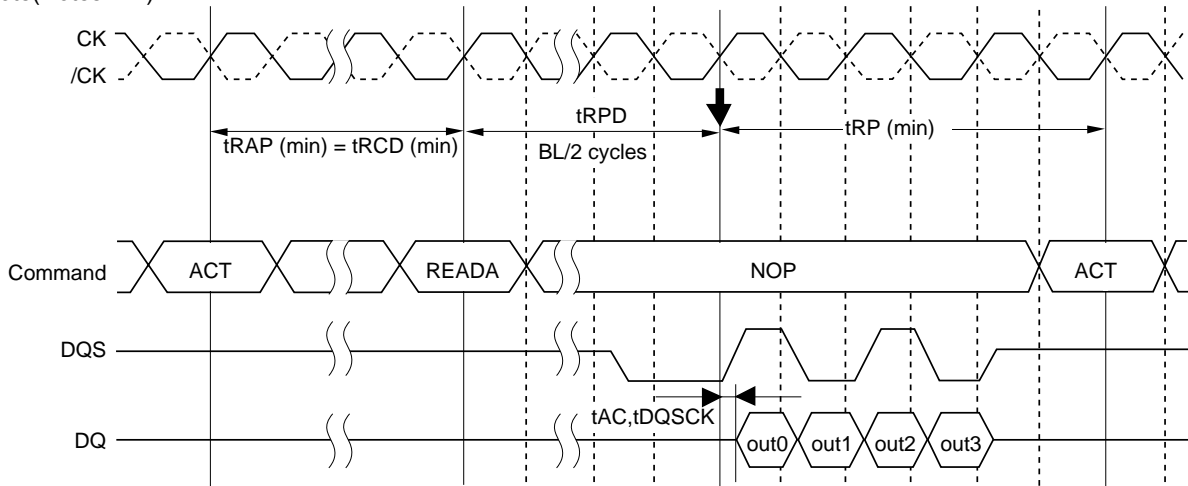 CK
/CK
tRPD
tRP (min)
tRAP (min) = tRCD (min)
BL/2 cycles
Command
ACT
READA
NOP
ACT
DQS
tAC,tDQSCK
DQ
out0
out1
out2
out3